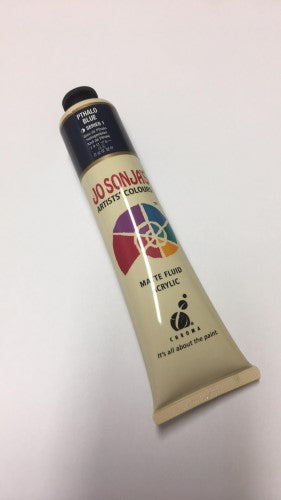 PTHALO
BLUE
SERIES 1
JO SONJA'S
ARTISTS' COLOURS
MATTE FLUID
ACRYLIC
CHROMA
It's all about the paint.